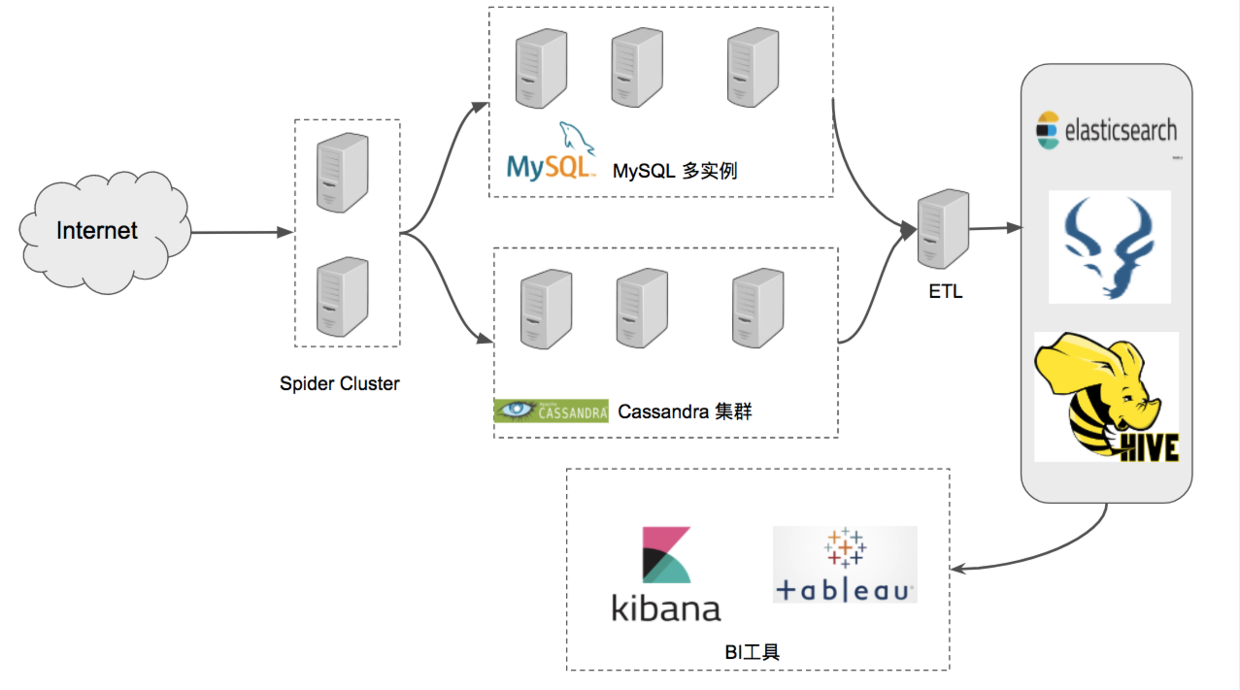 MySQL
MySQL 多实例
elasticsearch
Internet
ETL
Spider Cluster
CASSANDRA
Cassandra 集群
HIVE
kibana
+ableau
BI工具